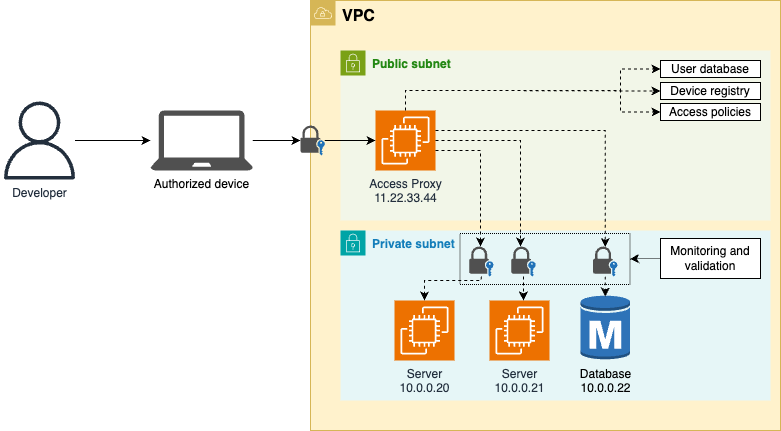 VPC
Public subnet
User database
Device registry
Access policies
Developer
Authorized device
Access Proxy
11.22.33.44
Private subnet
Monitoring and
validation
M
Server
10.0.0.20
Server
10.0.0.21
Database
10.0.0.22